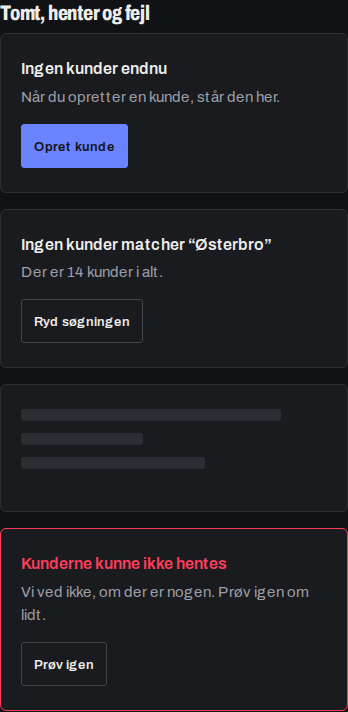 Tomt, henter og fejl
Ingen kunder endnu
Når du opretter en kunde, står den her.
Opret kunde
Ingen kunder matcher “Østerbro”
Der er 14 kunder i alt.
Ryd søgningen
Kunderne kunne ikke hentes
Vi ved ikke, om der er nogen. Prøv igen om
lidt.
Prøv igen